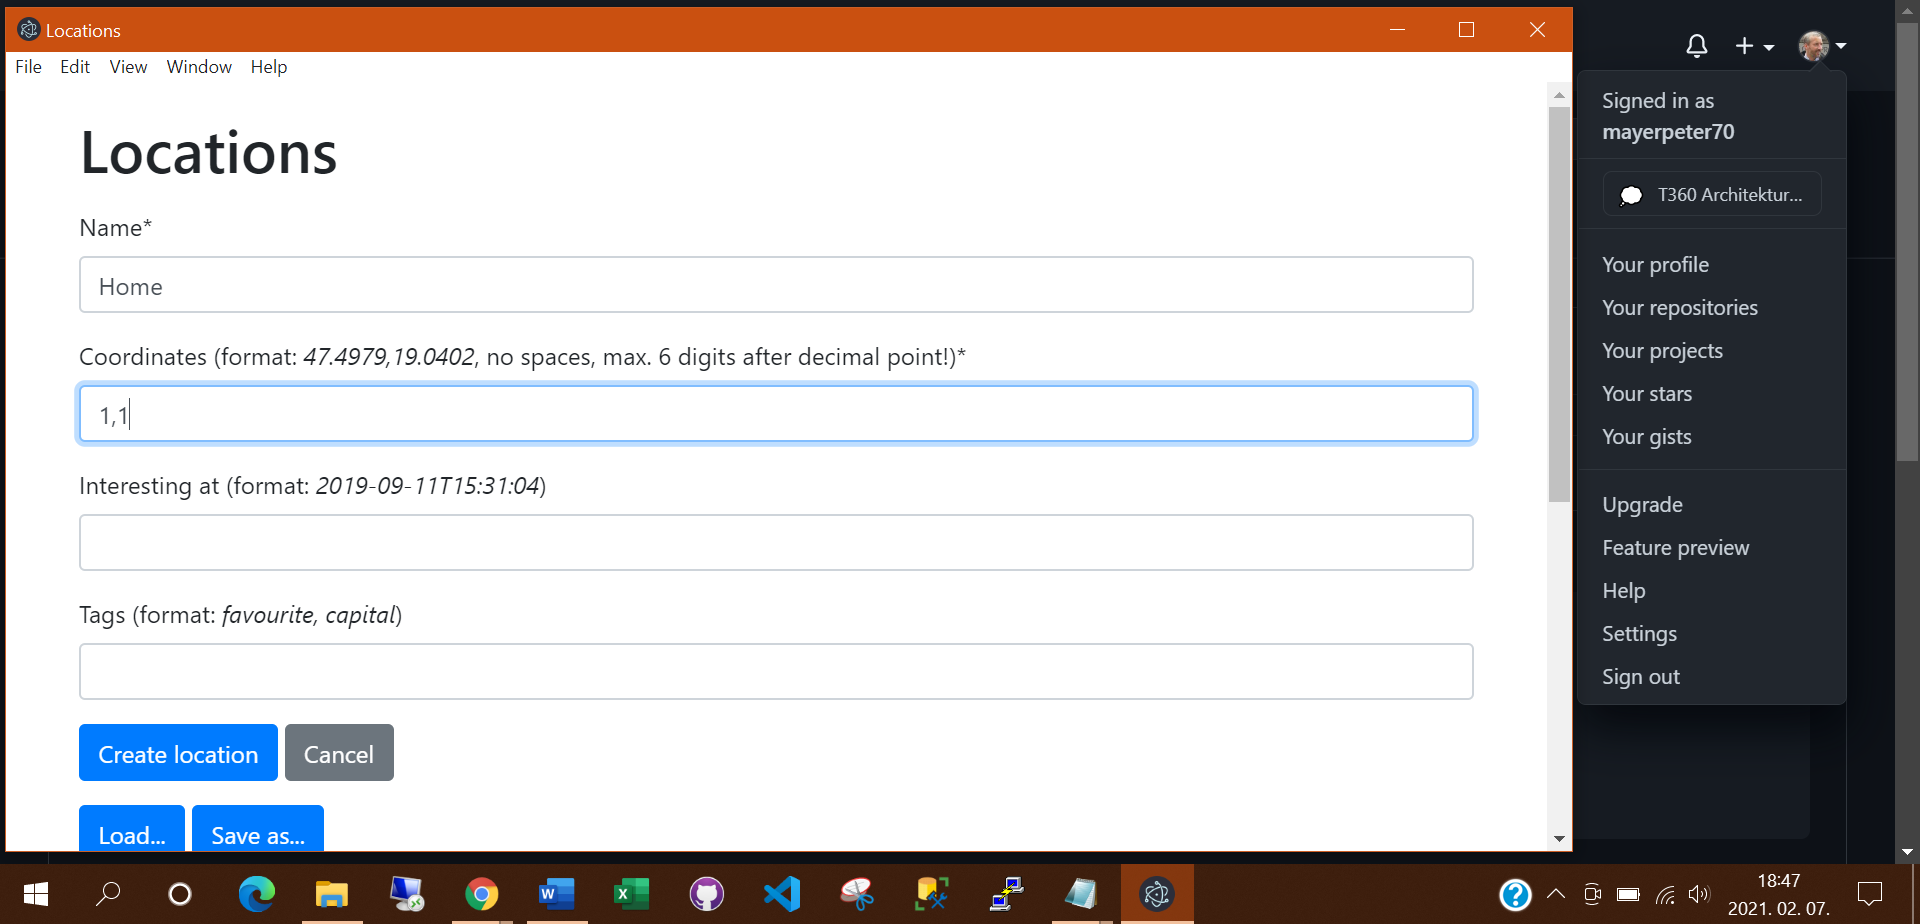 Locations
File Edit View Window Help
Locations
Name*
Home
Coordinates (format: 47.4979,19.0402, no spaces, max. 6 digits after decimal point!)*
1,1
Interesting at (format: 2019-09-11T15:31:04)
Tags (format: favourite, capital)
Create location Cancel
Load... Save as...
Signed in as
mayerpeter70
T360 Architektur...
Your profile
Your repositories
Your projects
Your stars
Your gists
Upgrade
Feature preview
Help
Settings
Sign out
18:47
2021. 02. 07.